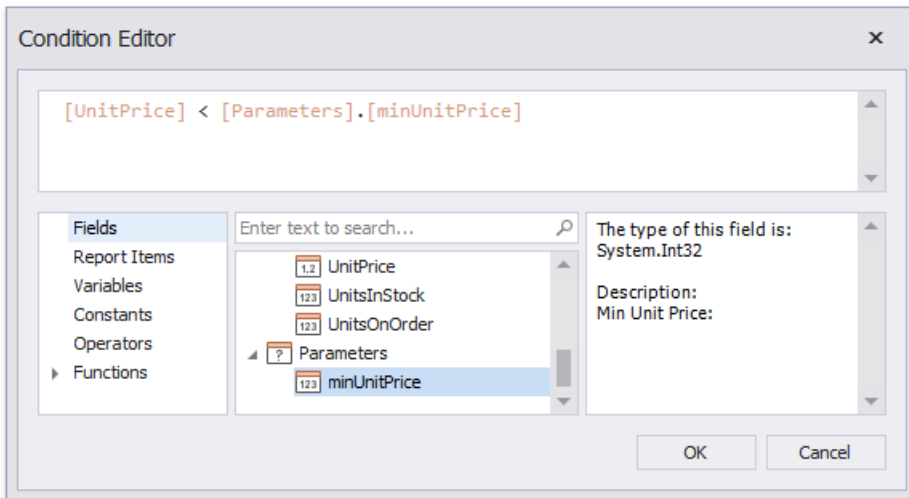 Condition Editor
[UnitPrice] < [Parameters].[minUnitPrice]
Fields
Report Items
Variables
Constants
Operators
Functions
Enter text to search...
1,2 UnitPrice
123 UnitsInStock
123 UnitsOnOrder
? Parameters
123 minUnitPrice
The type of this field is:
System.Int32
Description:
Min Unit Price:
OK
Cancel